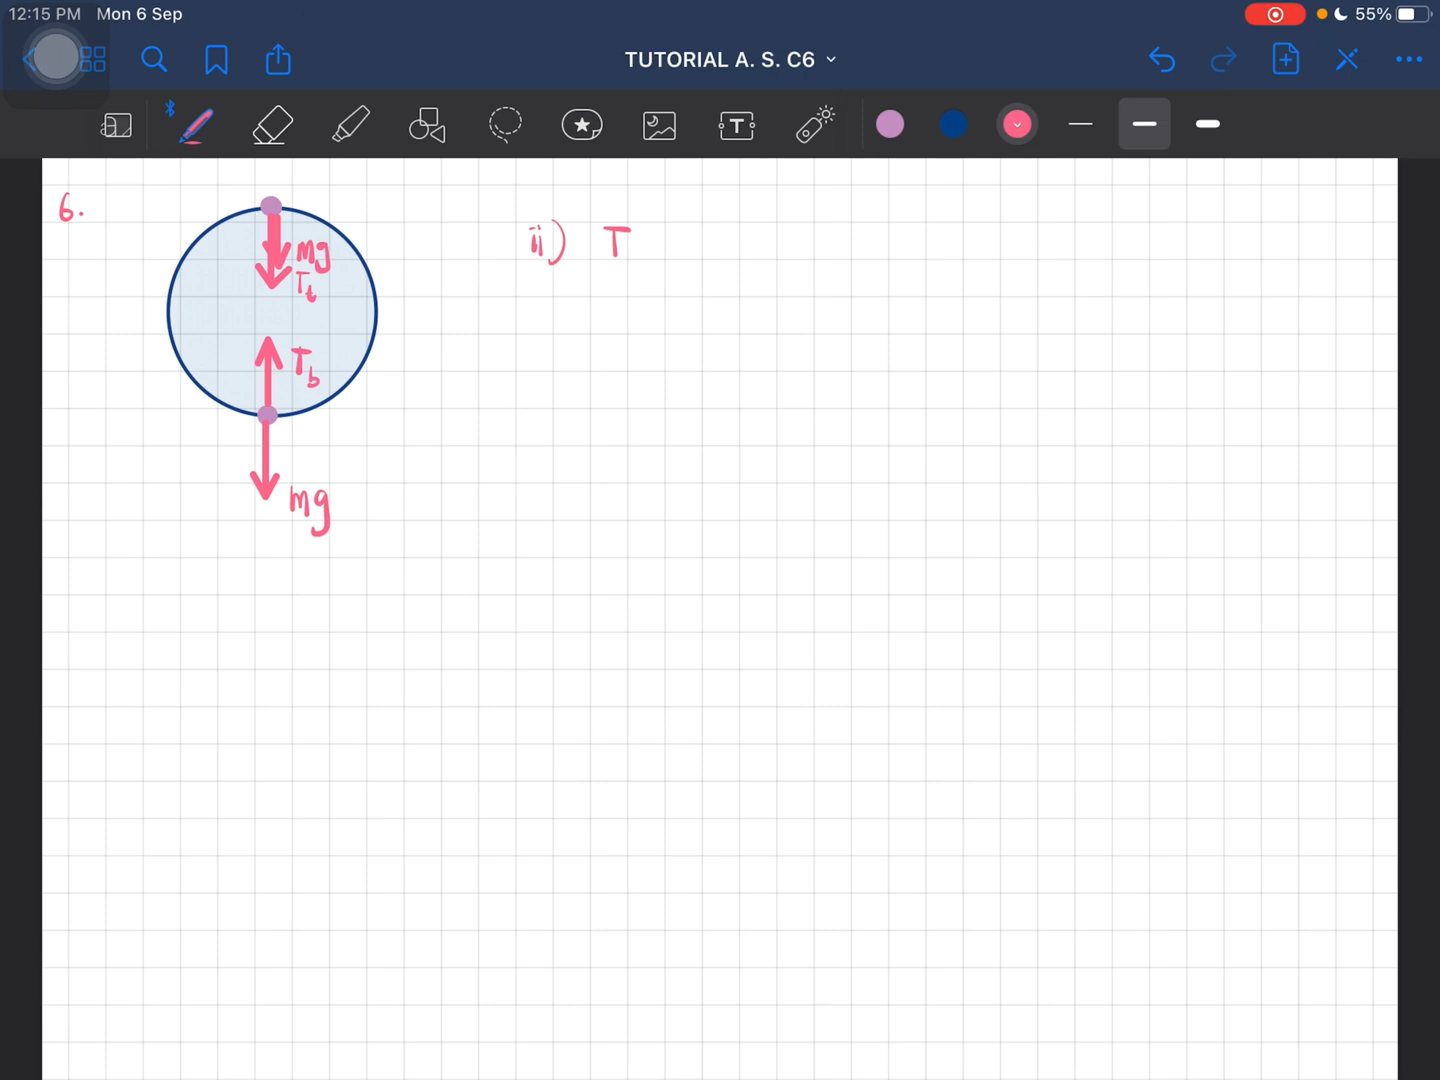 12:15 PM Mon 6 Sep
55%
TUTORIAL A. S. C6
T
6.
ii) T
mg
Tt
Tb
mg